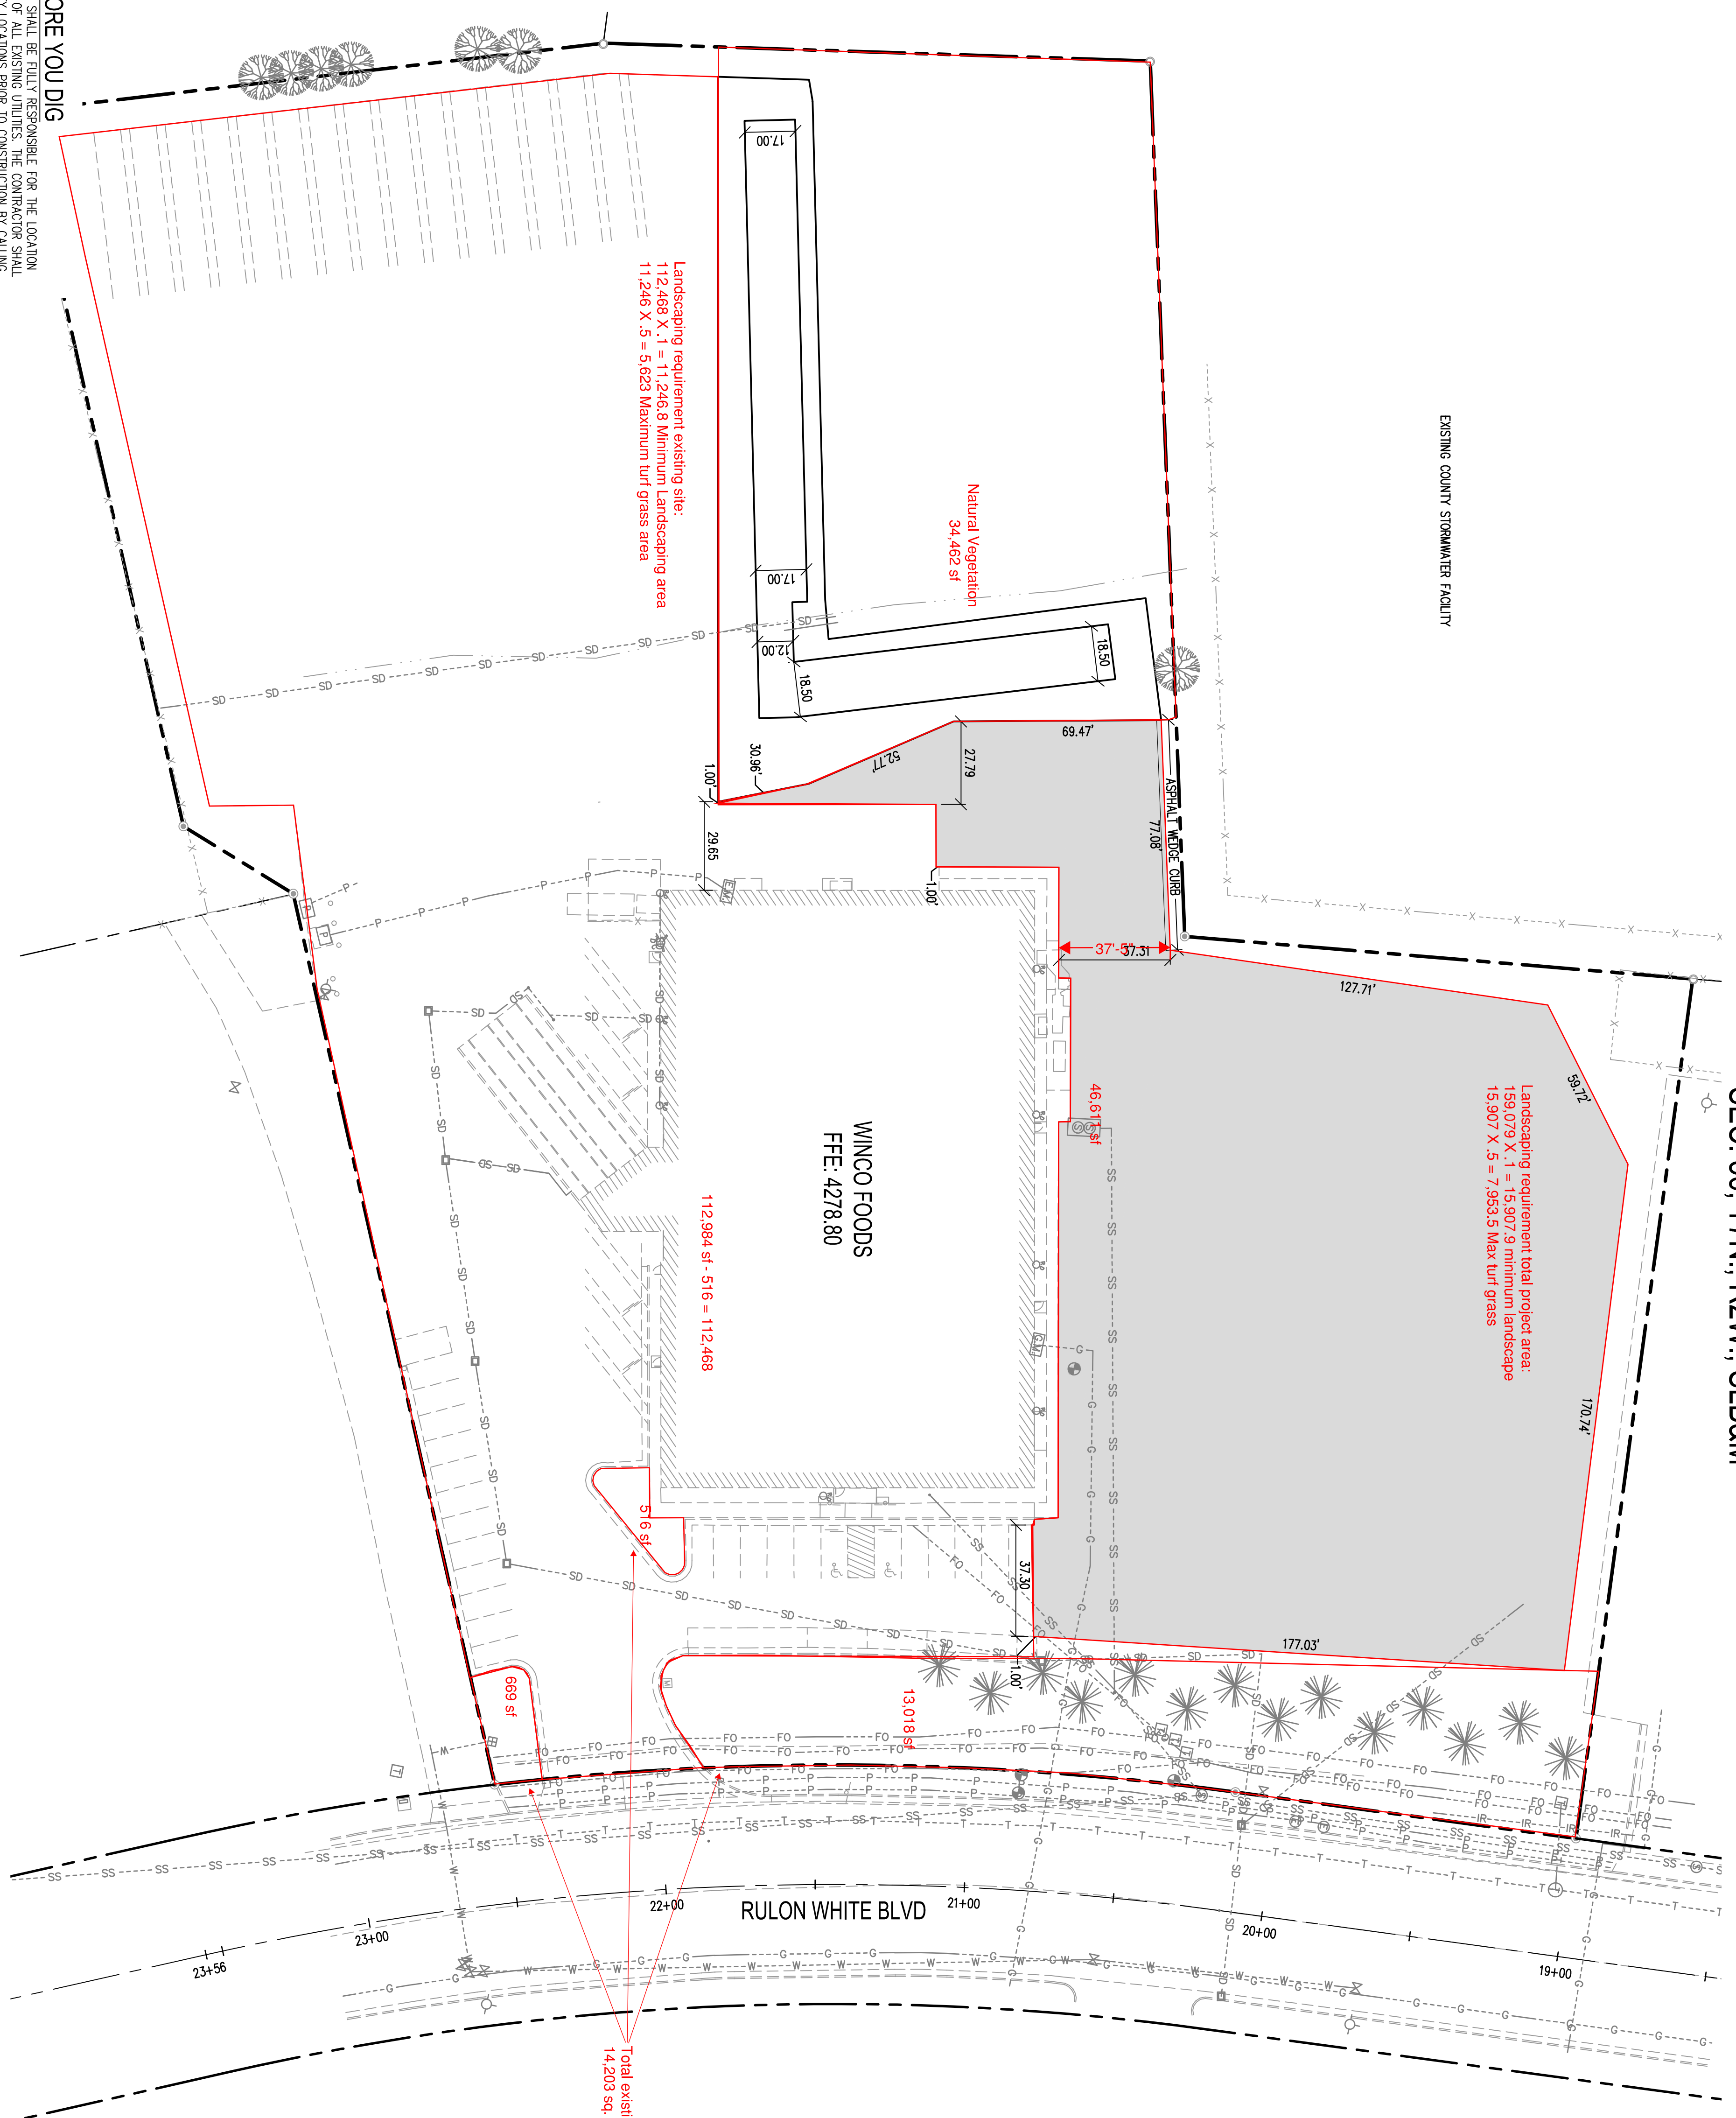 ORE YOU DIG
SHALL BE FULLY RESPONSIBLE FOR THE LOCATION
OF ALL EXISTING UTILITIES. THE CONTRACTOR SHALL
Y LOCATIONS PRIOR TO CONSTRUCTION BY CALLING
EXISTING COUNTY STORMWATER FACILITY
Natural Vegetation
34,462 sf
Landscaping requirement existing site:
112,468 X .1 = 11,246.8 Minimum Landscaping area
11,246 X .5 = 5,623 Maximum turf grass area
17.00
17.00
12.00
18.50
18.50
69.47'
27.79
52.77'
30.96'
1.00'
29.65
1.00'
77.08'
ASPHALT WEDGE CURB
37'-5"
37.31
127.71'
59.72'
170.74'
177.03'
37.30
1.00'
Landscaping requirement total project area:
159,079 X .1 = 15,907.9 minimum landscape
15,907 X .5 = 7,953.5 Max turf grass
46,611 sf
WINCO FOODS
FFE: 4278.80
112,984 sf - 516 = 112,468
516 sf
669 sf
13,018 sf
RULON WHITE BLVD
23+56
23+00
22+00
21+00
20+00
19+00
Total existi
14,203 sq.